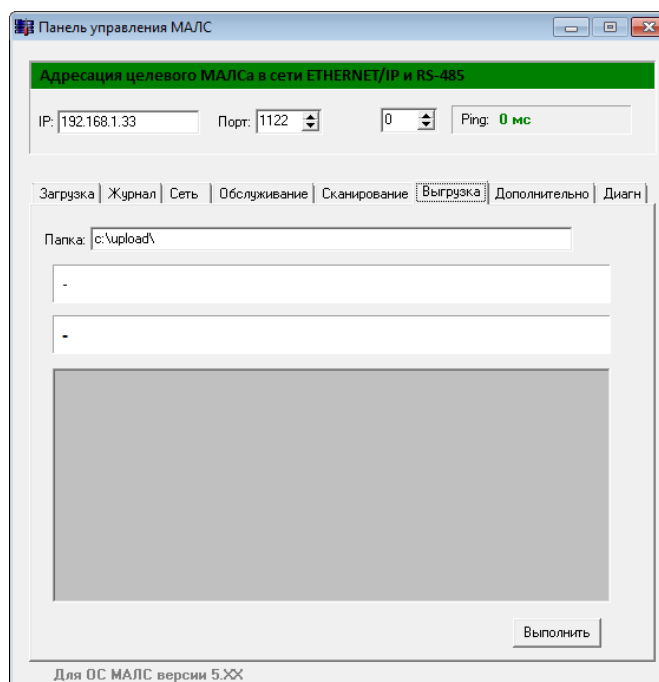 Панель управления МАЛС
Адресация целевого МАЛСа в сети ETHERNET/IP и RS-485
IP: 192.168.1.33 Порт: 1122 0 Ping: 0 мс
Загрузка Журнал Сеть Обслуживание Сканирование Выгрузка Дополнительно Диагн
Папка: c:\upload\
-
-
Выполнить
Для ОС МАЛС версии 5.XX